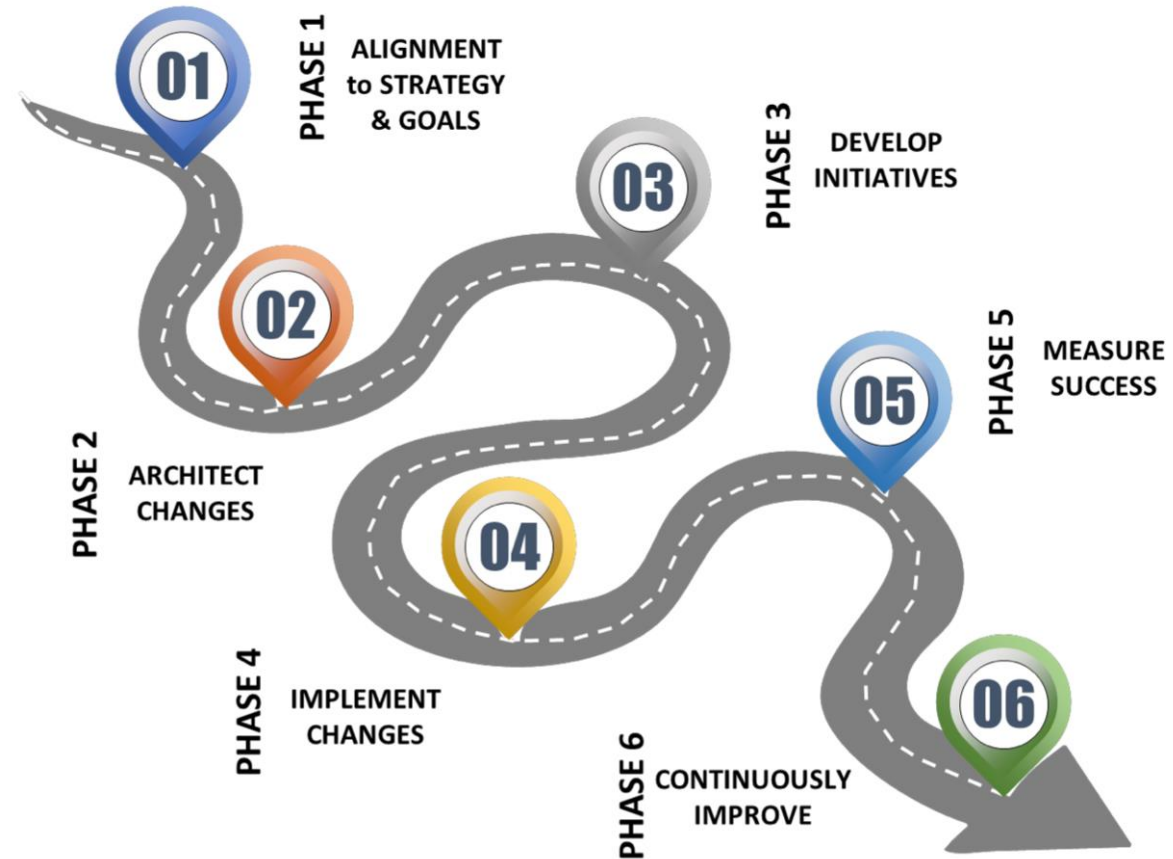 01
PHASE 1
ALIGNMENT
to STRATEGY
& GOALS
02
PHASE 2
ARCHITECT
CHANGES
03
PHASE 3
DEVELOP
INITIATIVES
04
PHASE 4
IMPLEMENT
CHANGES
05
PHASE 5
MEASURE
SUCCESS
06
PHASE 6
CONTINUOUSLY
IMPROVE